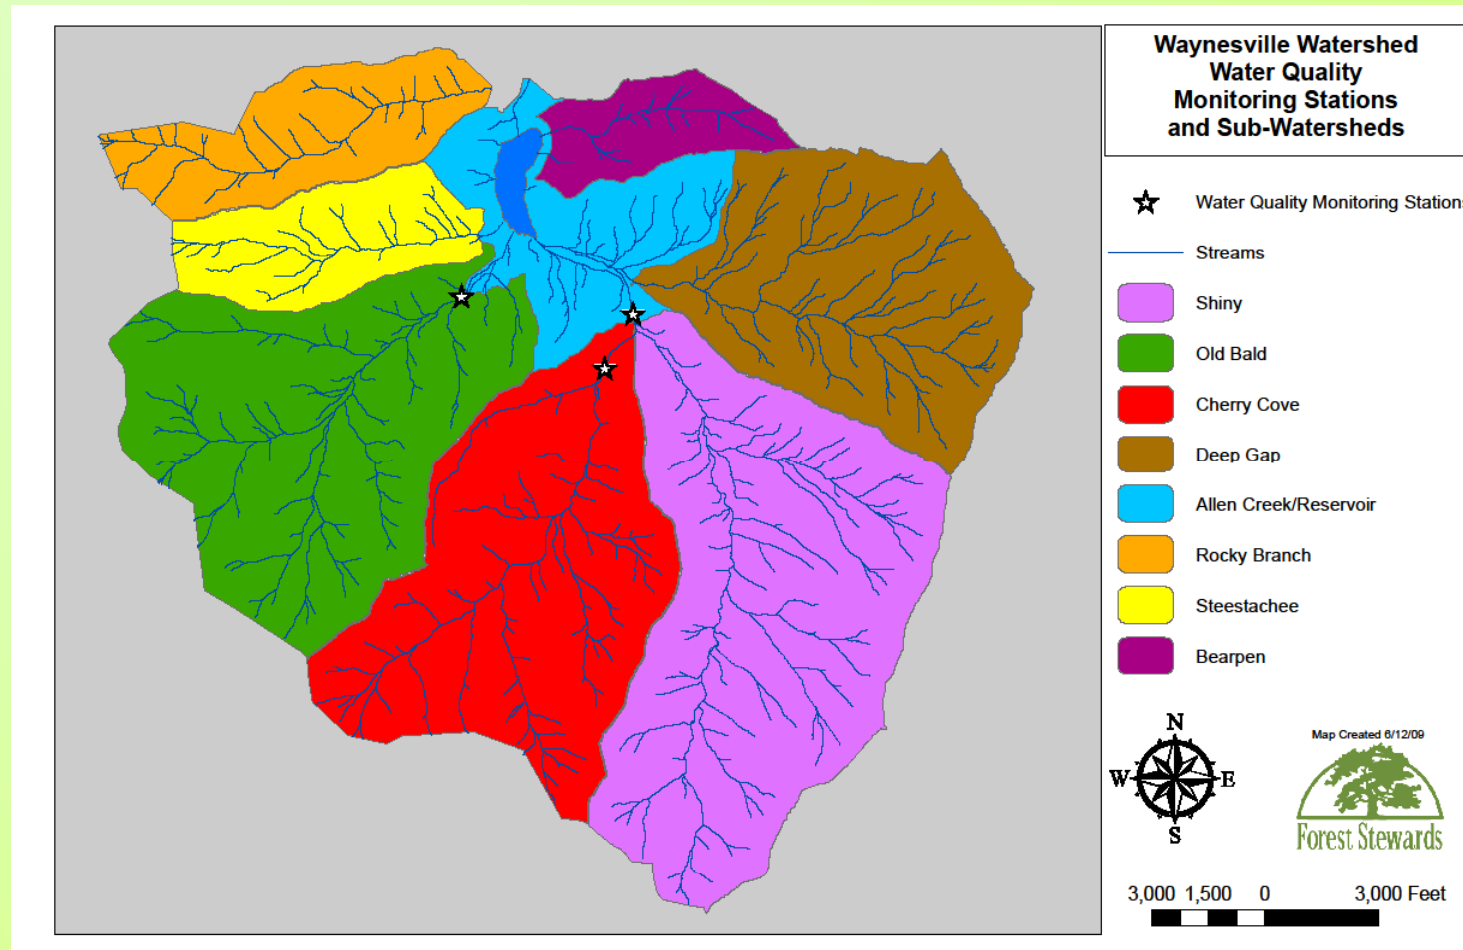 Waynesville Watershed
Water Quality
Monitoring Stations
and Sub-Watersheds
Water Quality Monitoring Stations
Streams
Shiny
Old Bald
Cherry Cove
Deep Gap
Allen Creek/Reservoir
Rocky Branch
Steestachee
Bearpen
N
W E
S
Map Created 6/12/09
Forest Stewards
3,000 1,500 0 3,000 Feet